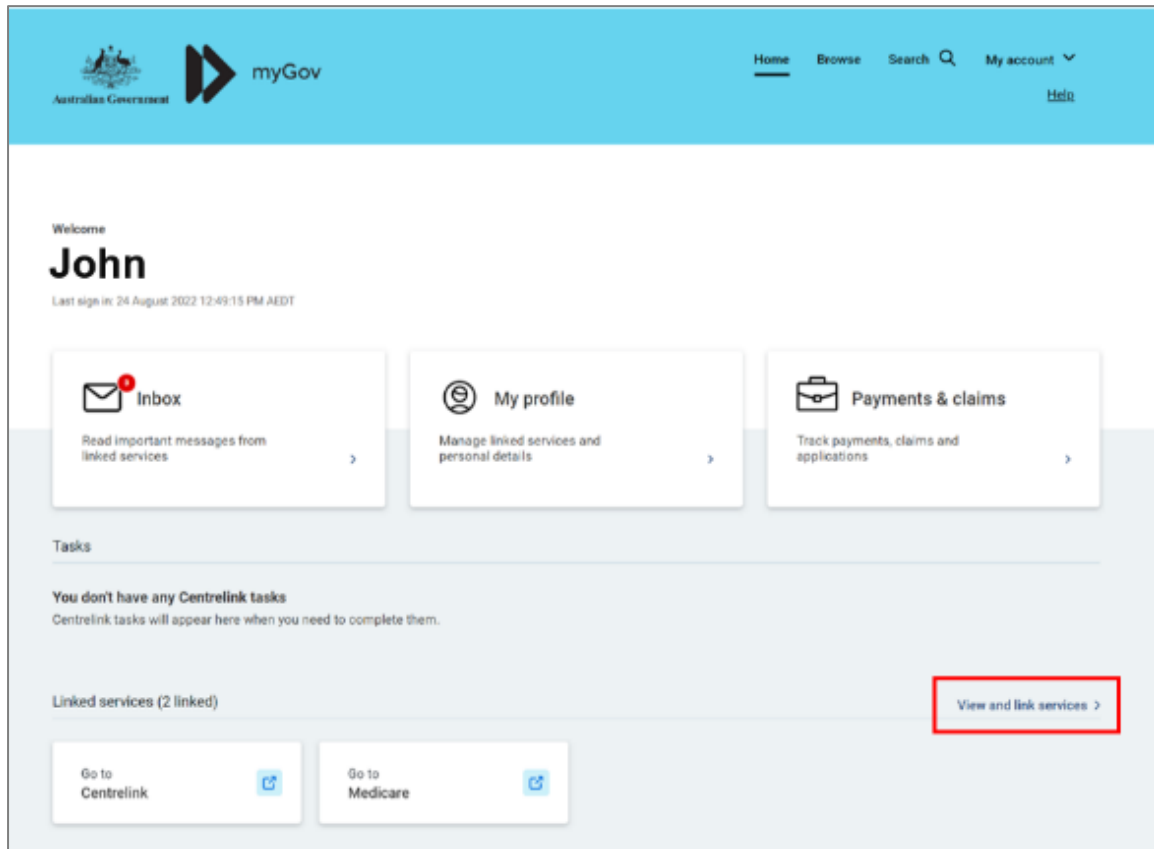 Home Browse Search My account
myGov
Australian Government
Help
Welcome
John
Last sign in: 24 August 2022 12:49:15 PM AEDT
Inbox
Read important messages from
linked services
My profile
Manage linked services and
personal details
Payments & claims
Track payments, claims and
applications
Tasks
You don't have any Centrelink tasks
Centrelink tasks will appear here when you need to complete them.
Linked services (2 linked)
View and link services
Go to
Centrelink
Go to
Medicare